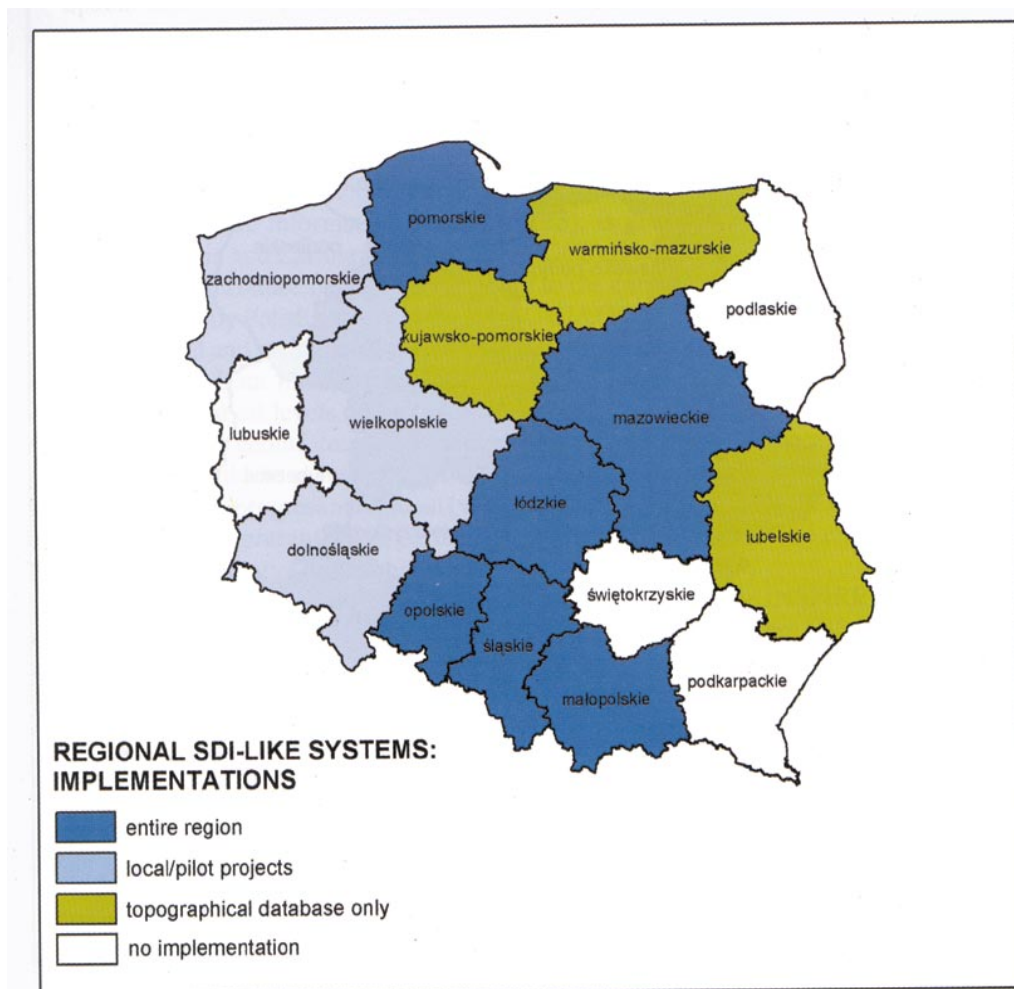 pomorskie
warmińsko-mazurskie
zachodniopomorskie
podlaskie
kujawsko-pomorskie
mazowieckie
wielkopolskie
lubuskie
łódzkie
lubelskie
dolnośląskie
świętokrzyskie
opolskie
śląskie
podkarpackie
małopolskie
REGIONAL SDI-LIKE SYSTEMS:
IMPLEMENTATIONS
entire region
local/pilot projects
topographical database only
no implementation